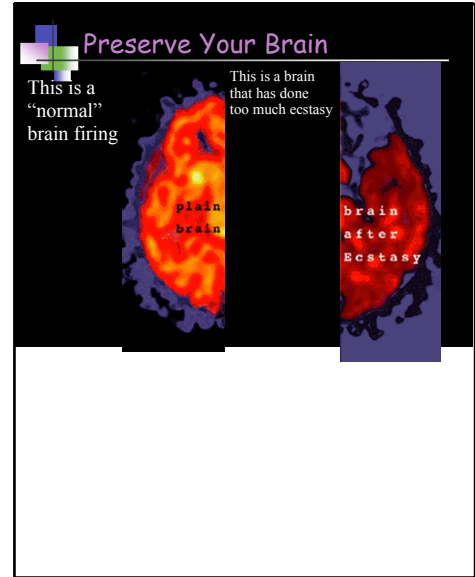 Preserve Your Brain
This is a
“normal”
brain firing
This is a brain
that has done
too much ecstasy
plain
brain
brain
after
Ecstasy